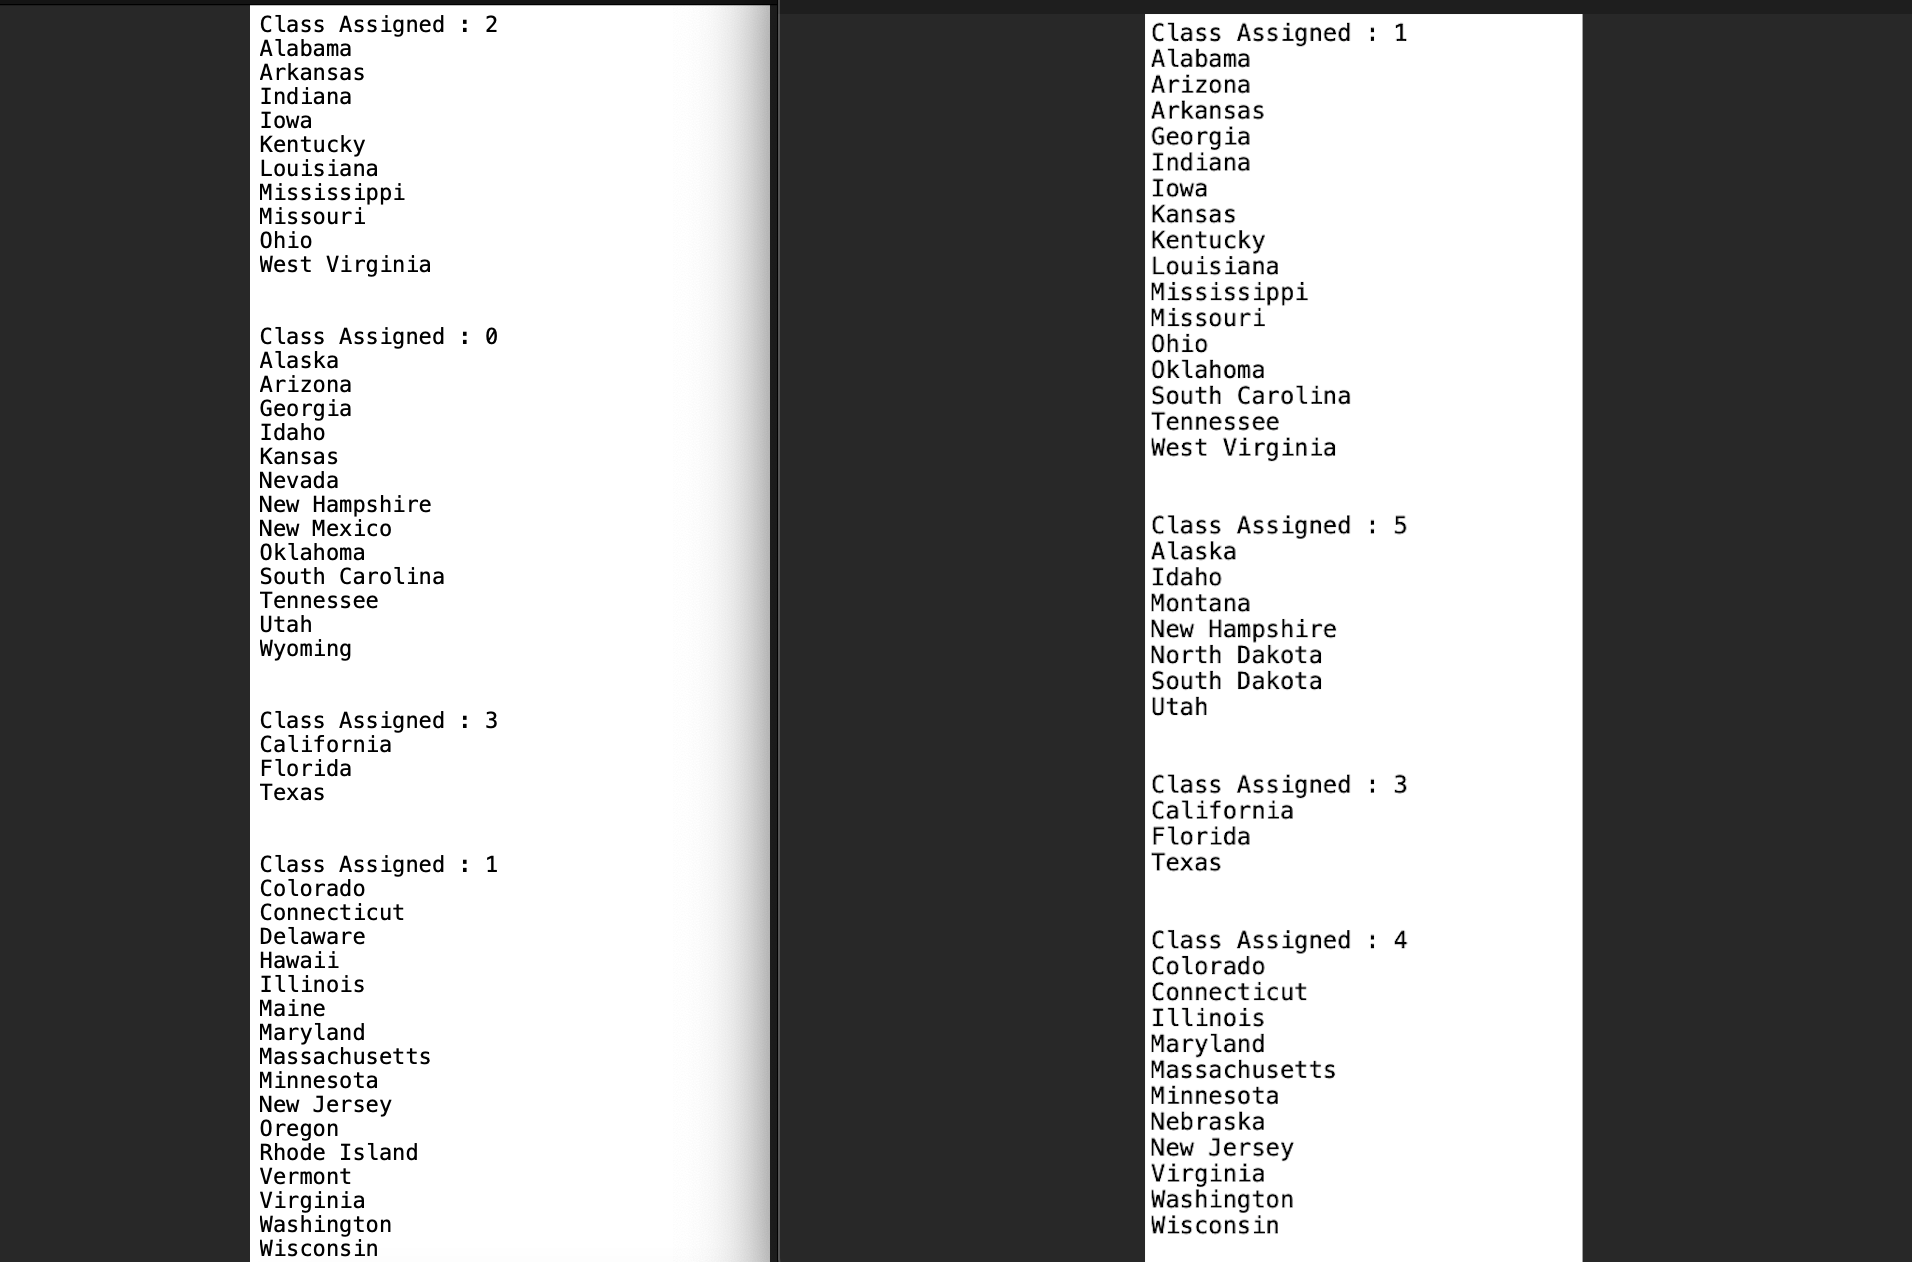 Class Assigned : 2
Alabama
Arkansas
Indiana
Iowa
Kentucky
Louisiana
Mississippi
Missouri
Ohio
West Virginia
Class Assigned : 0
Alaska
Arizona
Georgia
Idaho
Kansas
Nevada
New Hampshire
New Mexico
Oklahoma
South Carolina
Tennessee
Utah
Wyoming
Class Assigned : 3
California
Florida
Texas
Class Assigned : 1
Colorado
Connecticut
Delaware
Hawaii
Illinois
Maine
Maryland
Massachusetts
Minnesota
New Jersey
Oregon
Rhode Island
Vermont
Virginia
Washington
Wisconsin
Class Assigned : 1
Alabama
Arizona
Arkansas
Georgia
Indiana
Iowa
Kansas
Kentucky
Louisiana
Mississippi
Missouri
Ohio
Oklahoma
South Carolina
Tennessee
West Virginia
Class Assigned : 5
Alaska
Idaho
Montana
New Hampshire
North Dakota
South Dakota
Utah
Class Assigned : 3
California
Florida
Texas
Class Assigned : 4
Colorado
Connecticut
Illinois
Maryland
Massachusetts
Minnesota
Nebraska
New Jersey
Virginia
Washington
Wisconsin